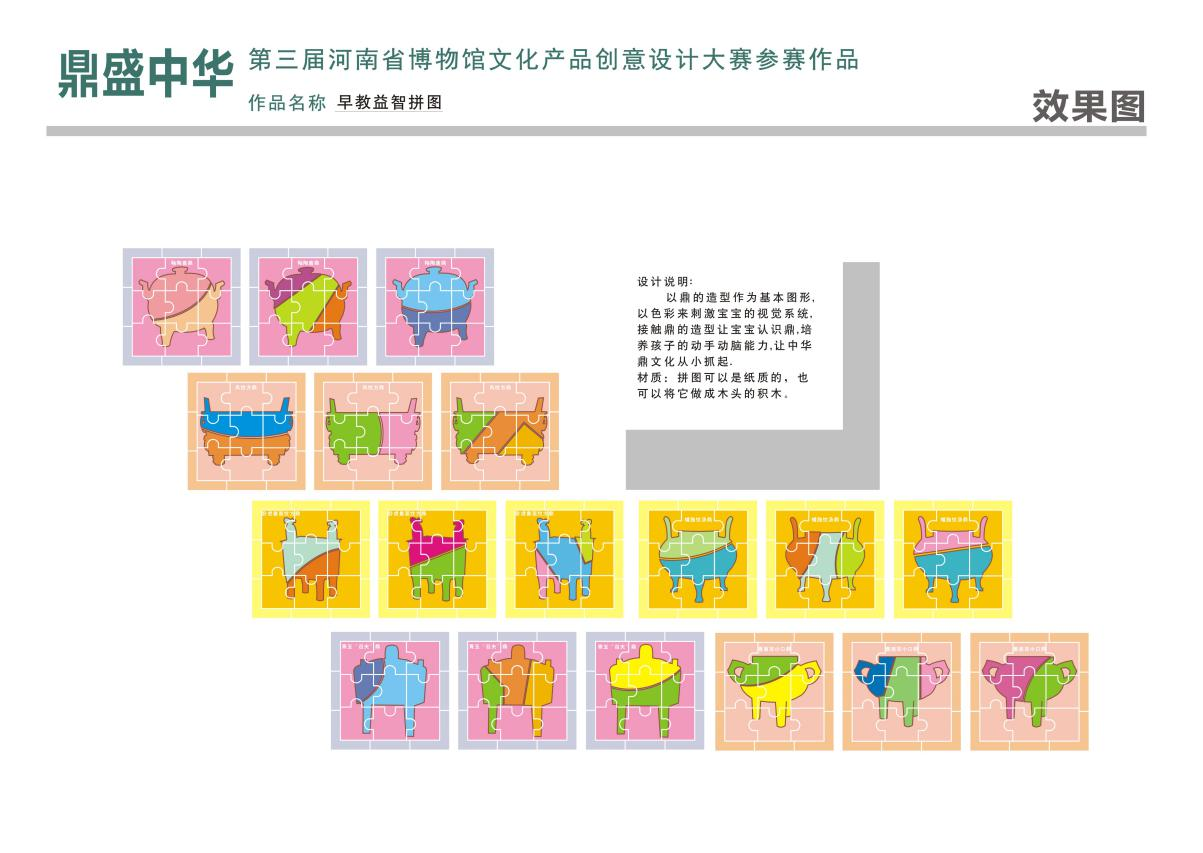 鼎盛中华
第三届河南省博物馆文化产品创意设计大赛参赛作品
作品名称 早教益智拼图
效果图
设计说明:
以鼎的造型作为基本图形,
以色彩来刺激宝宝的视觉系统,
接触鼎的造型让宝宝认识鼎,培
养孩子的动手动脑能力,让中华
鼎文化从小抓起.
材质：拼图可以是纸质的，也
可以将它做成木头的积木。